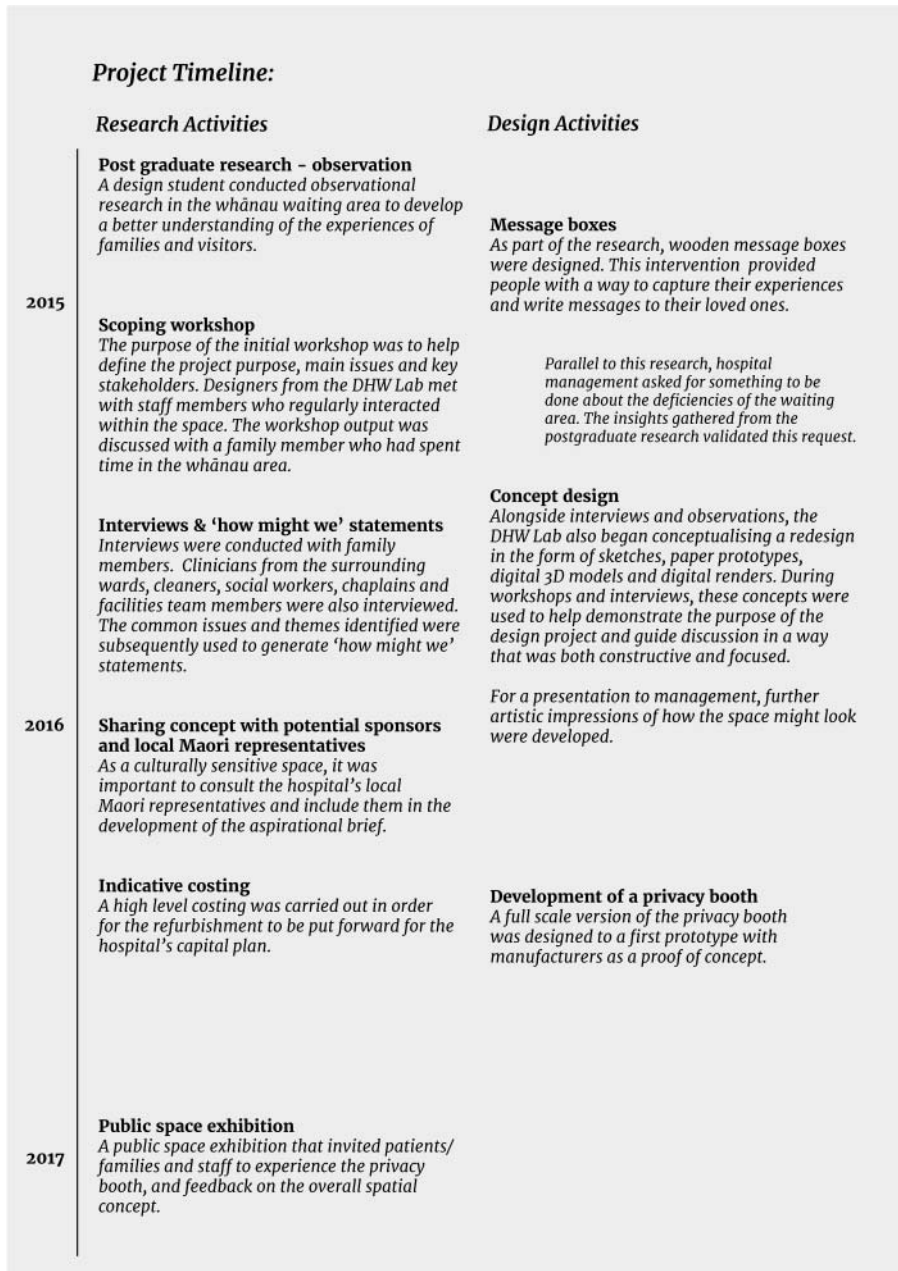 Project Timeline:
Research Activities
Post graduate research - observation
A design student conducted observational
research in the whānau waiting area to develop
a better understanding of the experiences of
families and visitors.
2015
Scoping workshop
The purpose of the initial workshop was to help
define the project purpose, main issues and key
stakeholders. Designers from the DHW Lab met
with staff members who regularly interacted
within the space. The workshop output was
discussed with a family member who had spent
time in the whānau area.
Interviews & ‘how might we’ statements
Interviews were conducted with family
members. Clinicians from the surrounding
wards, cleaners, social workers, chaplains and
facilities team members were also interviewed.
The common issues and themes identified were
subsequently used to generate ‘how might we’
statements.
2016
Sharing concept with potential sponsors
and local Maori representatives
As a culturally sensitive space, it was
important to consult the hospital’s local
Maori representatives and include them in the
development of the aspirational brief.
Indicative costing
A high level costing was carried out in order
for the refurbishment to be put forward for the
hospital’s capital plan.
Public space exhibition
2017
A public space exhibition that invited patients/
families and staff to experience the privacy
booth, and feedback on the overall spatial
concept.
Design Activities
Message boxes
As part of the research, wooden message boxes
were designed. This intervention provided
people with a way to capture their experiences
and write messages to their loved ones.
Parallel to this research, hospital
management asked for something to be
done about the deficiencies of the waiting
area. The insights gathered from the
postgraduate research validated this request.
Concept design
Alongside interviews and observations, the
DHW Lab also began conceptualising a redesign
in the form of sketches, paper prototypes,
digital 3D models and digital renders. During
workshops and interviews, these concepts were
used to help demonstrate the purpose of the
design project and guide discussion in a way
that was both constructive and focused.
For a presentation to management, further
artistic impressions of how the space might look
were developed.
Development of a privacy booth
A full scale version of the privacy booth
was designed to a first prototype with
manufacturers as a proof of concept.